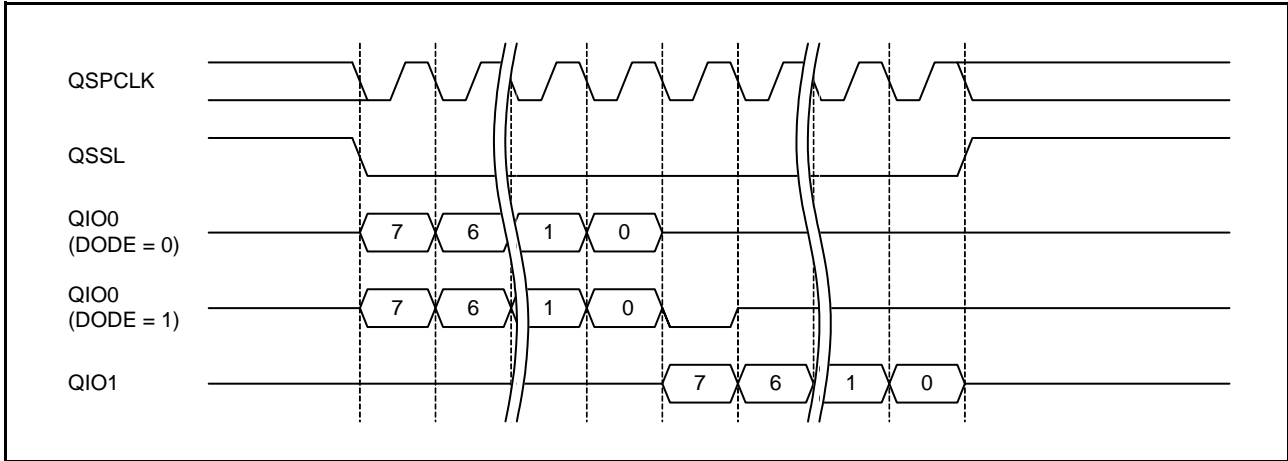 QSPCLK
QSSL
QIO0
(DODE = 0)
7 6 1 0
QIO0
(DODE = 1)
7 6 1 0
QIO1
7 6 1 0